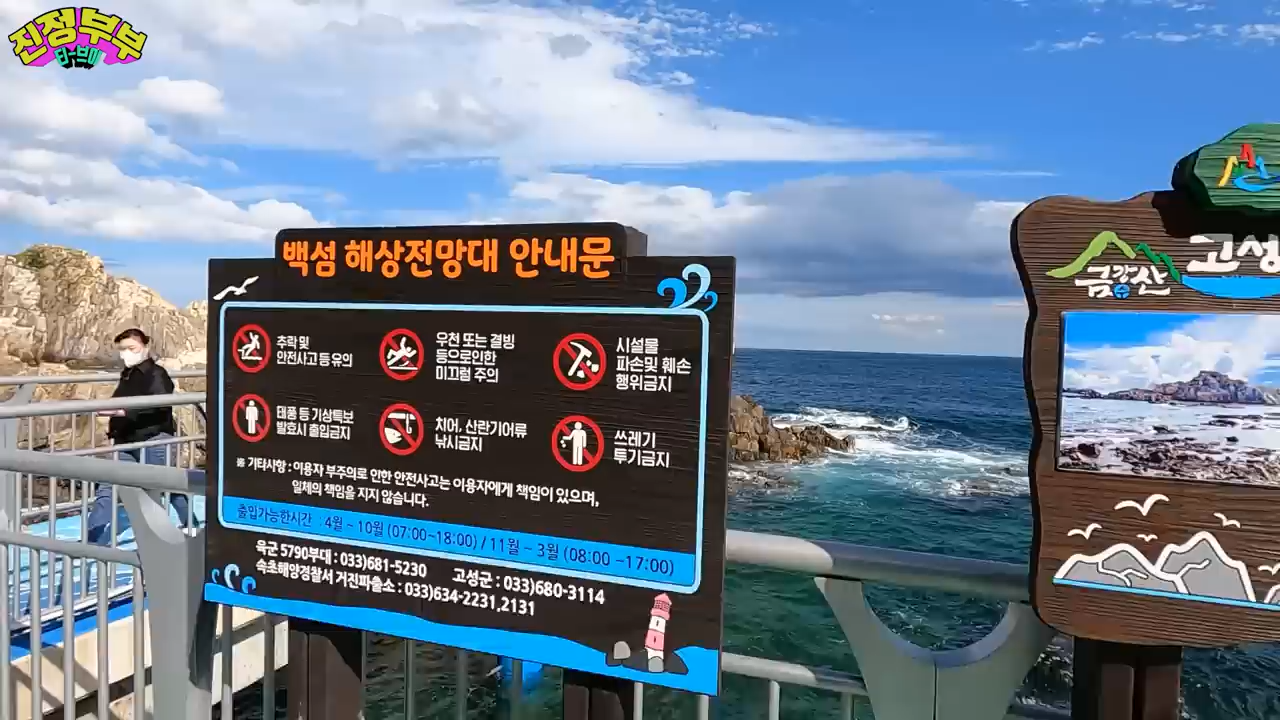 진정부부
티-브이
백섬 해상전망대 안내문
추락 및
안전사고 등 유의
우천 또는 결빙
등으로인한
미끄럼 주의
시설물
파손및 훼손
행위금지
태풍 등 기상특보
발효시 출입금지
치어, 산란기어류
낚시금지
쓰레기
투기금지
※ 기타사항 : 이용자 부주의로 인한 안전사고는 이용자에게 책임이 있으며,
일체의 책임을 지지 않습니다.
출입가능한시간 : 4월 ~ 10월 (07:00~18:00) / 11월 ~ 3월 (08:00 ~17:00)
육군 5790부대 : 033)681-5230 고성군 : 033)680-3114
속초해양경찰서 거진파출소 : 033)634-2231,2131
금강산
고성